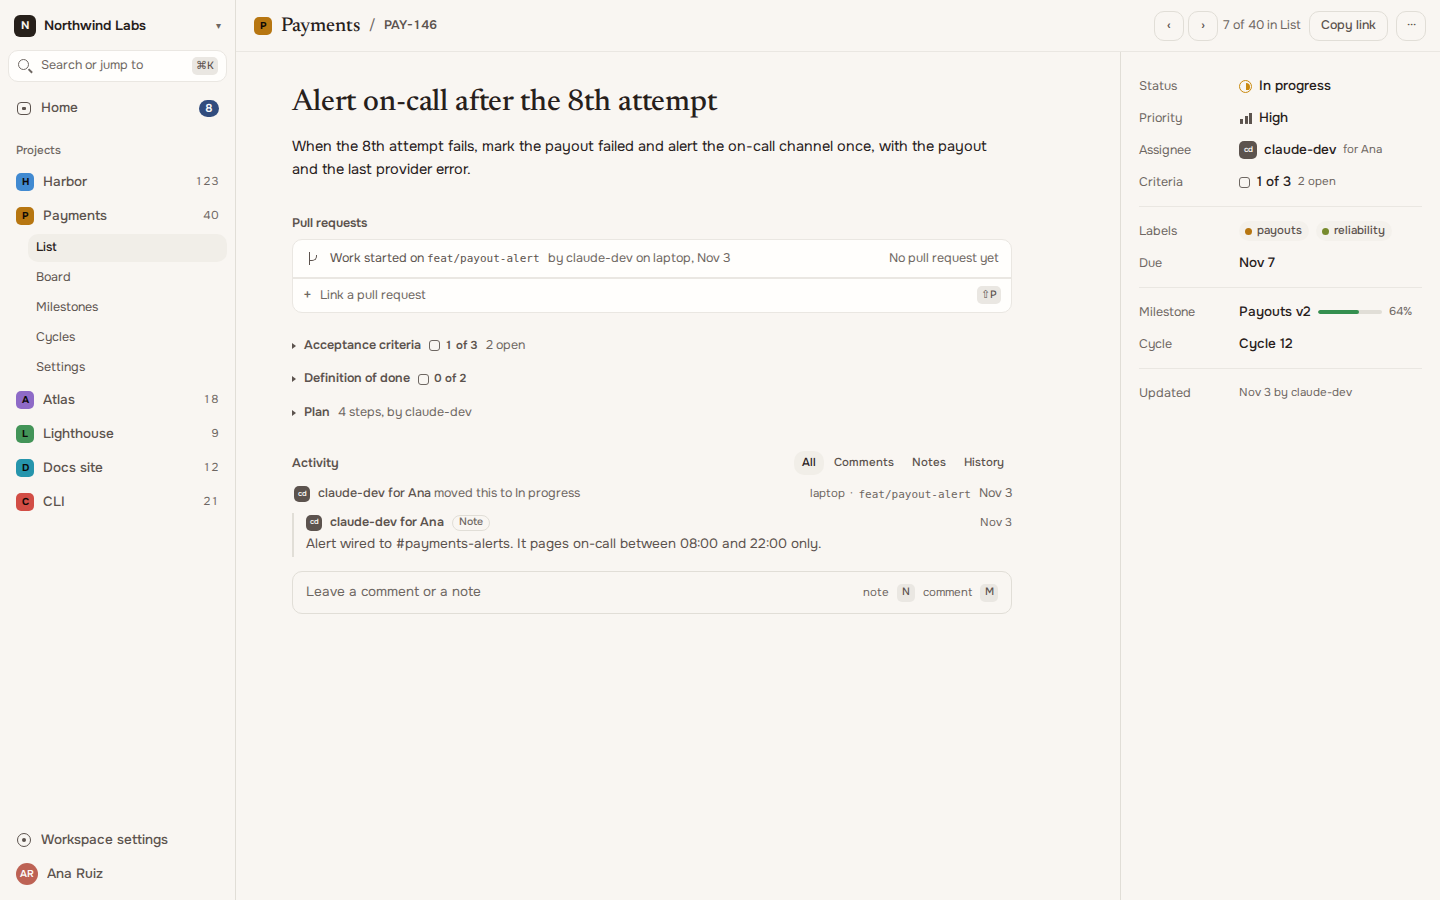 N Northwind Labs ▾
Search or jump to ⌘K
Home 8
Projects
H Harbor 123
P Payments 40
List
Board
Milestones
Cycles
Settings
A Atlas 18
L Lighthouse 9
D Docs site 12
C CLI 21
Workspace settings
AR Ana Ruiz
P Payments / PAY-146
‹ › 7 of 40 in List Copy link ···
Alert on-call after the 8th attempt
When the 8th attempt fails, mark the payout failed and alert the on-call channel once, with the payout
and the last provider error.
Pull requests
Work started on feat/payout-alert by claude-dev on laptop, Nov 3 No pull request yet
+ Link a pull request ⇧P
Acceptance criteria 1 of 3 2 open
Definition of done 0 of 2
Plan 4 steps, by claude-dev
Activity All Comments Notes History
cd claude-dev for Ana moved this to In progress laptop · feat/payout-alert Nov 3
cd claude-dev for Ana Note Nov 3
Alert wired to #payments-alerts. It pages on-call between 08:00 and 22:00 only.
Leave a comment or a note note N comment M
Status In progress
Priority High
Assignee cd claude-dev for Ana
Criteria 1 of 3 2 open
Labels payouts reliability
Due Nov 7
Milestone Payouts v2 64%
Cycle Cycle 12
Updated Nov 3 by claude-dev